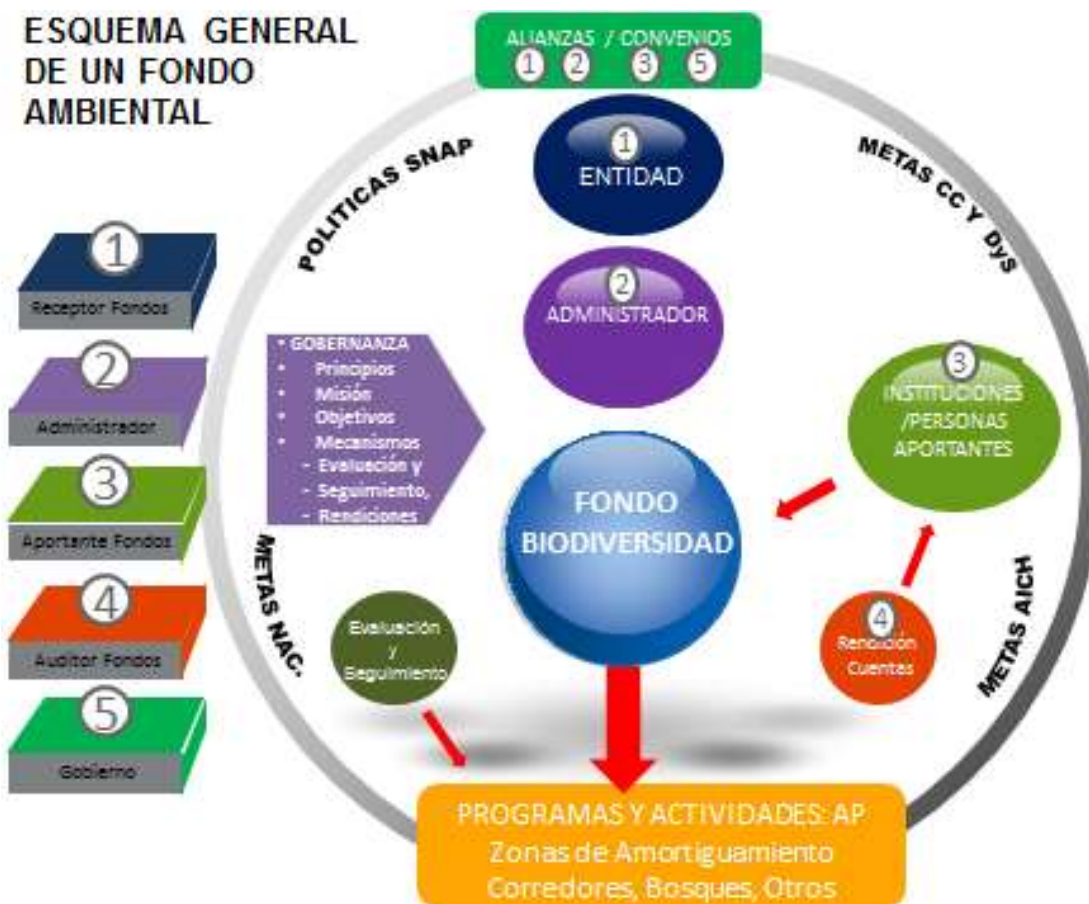 ESQUEMA GENERAL
DE UN FONDO
AMBIENTAL
ALIANZAS / CONVENIOS
1 2 3 5
POLITICAS SNAP
METAS CC Y DyS
METAS NAC.
METAS AICH
1
Receptor Fondos
2
Administrador
3
Aportante Fondos
4
Auditor Fondos
5
Gobierno
1
ENTIDAD
2
ADMINISTRADOR
• GOBERNANZA
• Principios
• Misión
• Objetivos
• Mecanismos
- Evaluación y
- Seguimiento,
- Rendiciones
3
INSTITUCIONES
/PERSONAS
APORTANTES
FONDO
BIODIVERSIDAD
Evaluación
y
Seguimiento
4
Rendición
Cuentas
PROGRAMAS Y ACTIVIDADES: AP
Zonas de Amortiguamiento
Corredores, Bosques, Otros